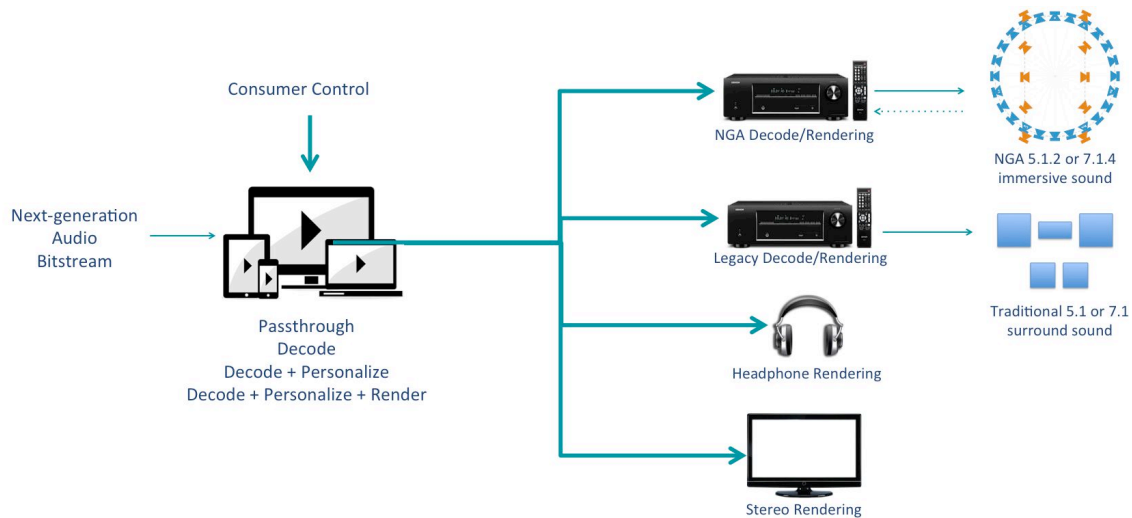 Consumer Control
Next-generation
Audio
Bitstream
Passthrough
Decode
Decode + Personalize
Decode + Personalize + Render
NGA Decode/Rendering
NGA 5.1.2 or 7.1.4
immersive sound
Legacy Decode/Rendering
Traditional 5.1 or 7.1
surround sound
Headphone Rendering
Stereo Rendering